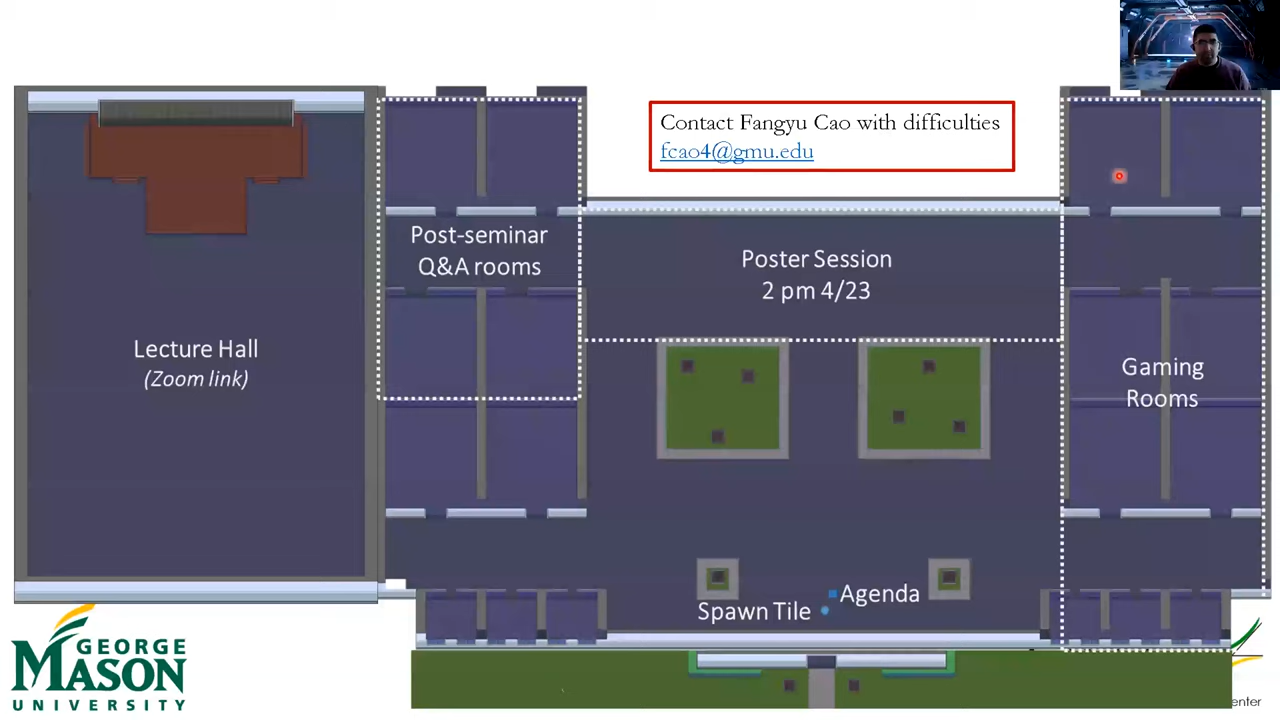 Contact Fangyu Cao with difficulties
fcao4@gmu.edu
Post-seminar
Q&A rooms
Poster Session
2 pm 4/23
Lecture Hall
(Zoom link)
Gaming
Rooms
Agenda
Spawn Tile
GEORGE
MASON
UNIVERSITY
enter